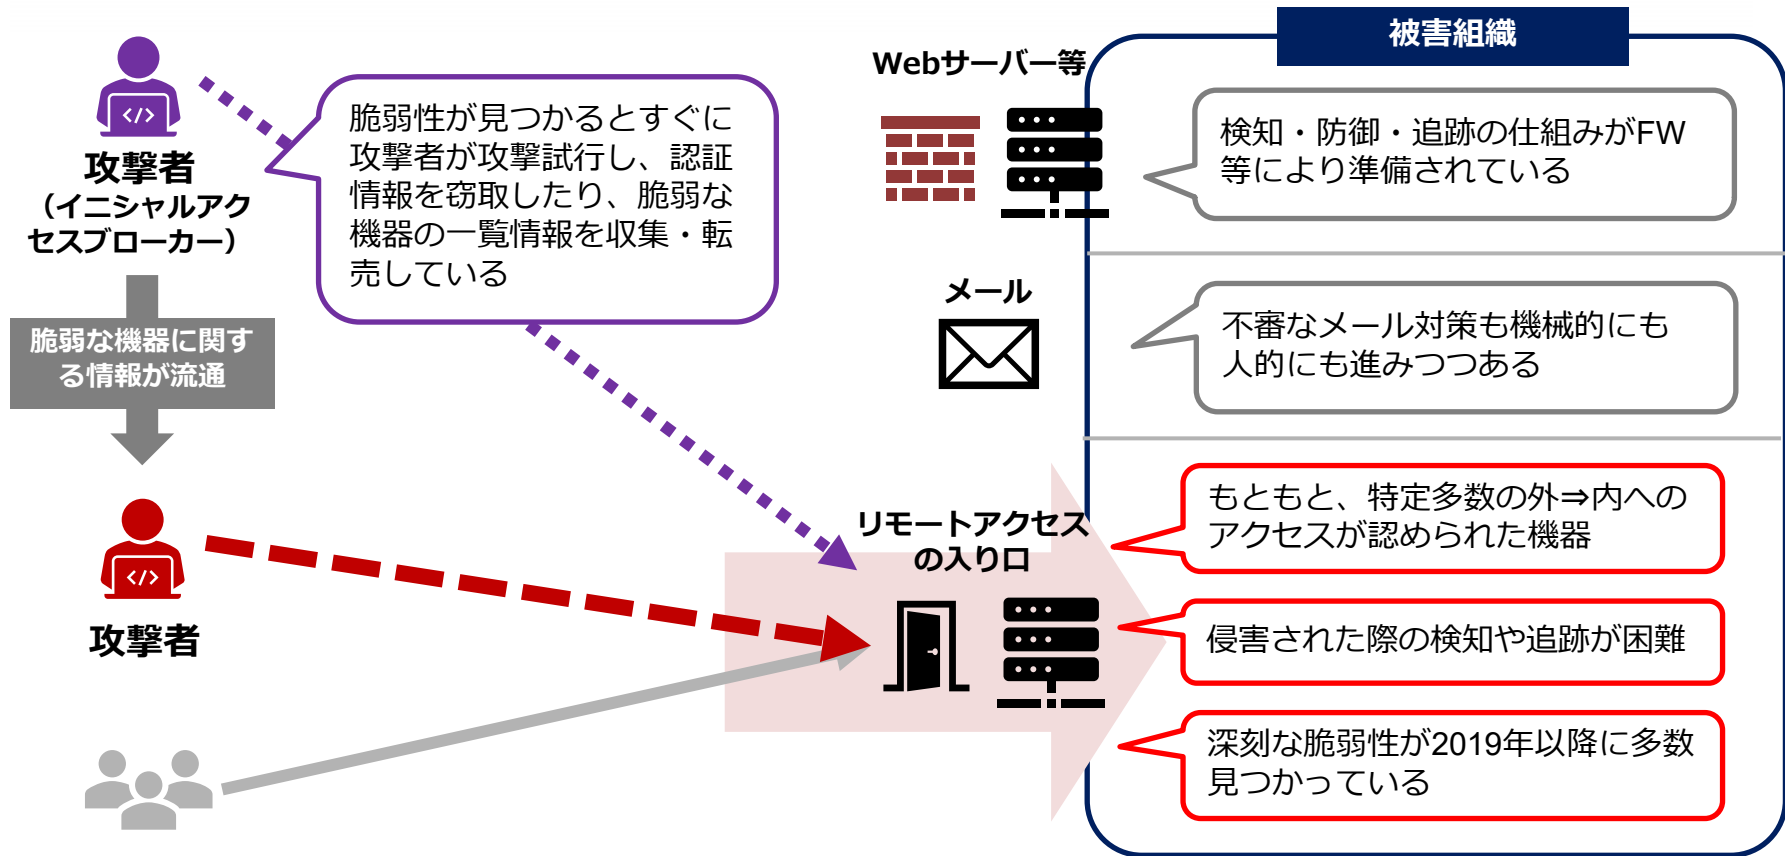 攻撃者
（イニシャルアク
セスブローカー）
脆弱性が見つかるとすぐに
攻撃者が攻撃試行し、認証
情報を窃取したり、脆弱な
機器の一覧情報を収集・転
売している
脆弱な機器に関す
る情報が流通
攻撃者
被害組織
Webサーバー等
検知・防御・追跡の仕組みがFW
等により準備されている
メール
不審なメール対策も機械的にも
人的にも進みつつある
リモートアクセス
の入り口
もともと、特定多数の外⇒内への
アクセスが認められた機器
侵害された際の検知や追跡が困難
深刻な脆弱性が2019年以降に多数
見つかっている